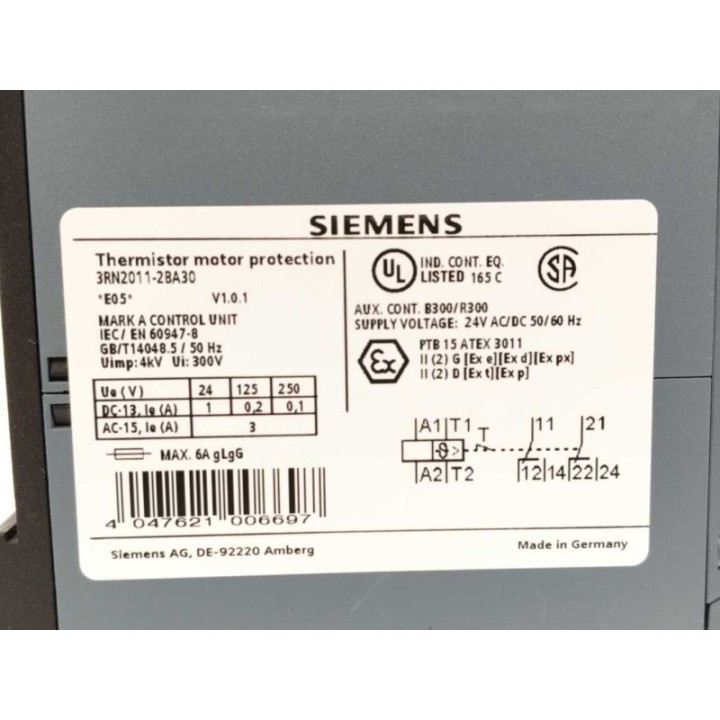 SIEMENS
Thermistor motor protection
3RN2011-2BA30
*E05* V1.0.1
MARK A CONTROL UNIT
IEC/ EN 60947-8
GB/T14048.5 / 50 Hz
Uimp: 4kV Ui: 300V
Ue (V) 24 125 250
DC-13, Ie (A) 1 0,2 0,1
AC-15, Ie (A) 3
MAX. 6A gLgG
4 047621 006697
Siemens AG, DE-92220 Amberg
UL IND. CONT. EQ.
LISTED 165 C
SA
AUX. CONT. B300/R300
SUPPLY VOLTAGE: 24V AC/DC 50/60 Hz
Ex PTB 15 ATEX 3011
II (2) G [Ex e][Ex d][Ex px]
II (2) D [Ex t][Ex p]
A1 T1 T 11 21
ϑ >
A2 T2 12 14 22 24
Made in Germany